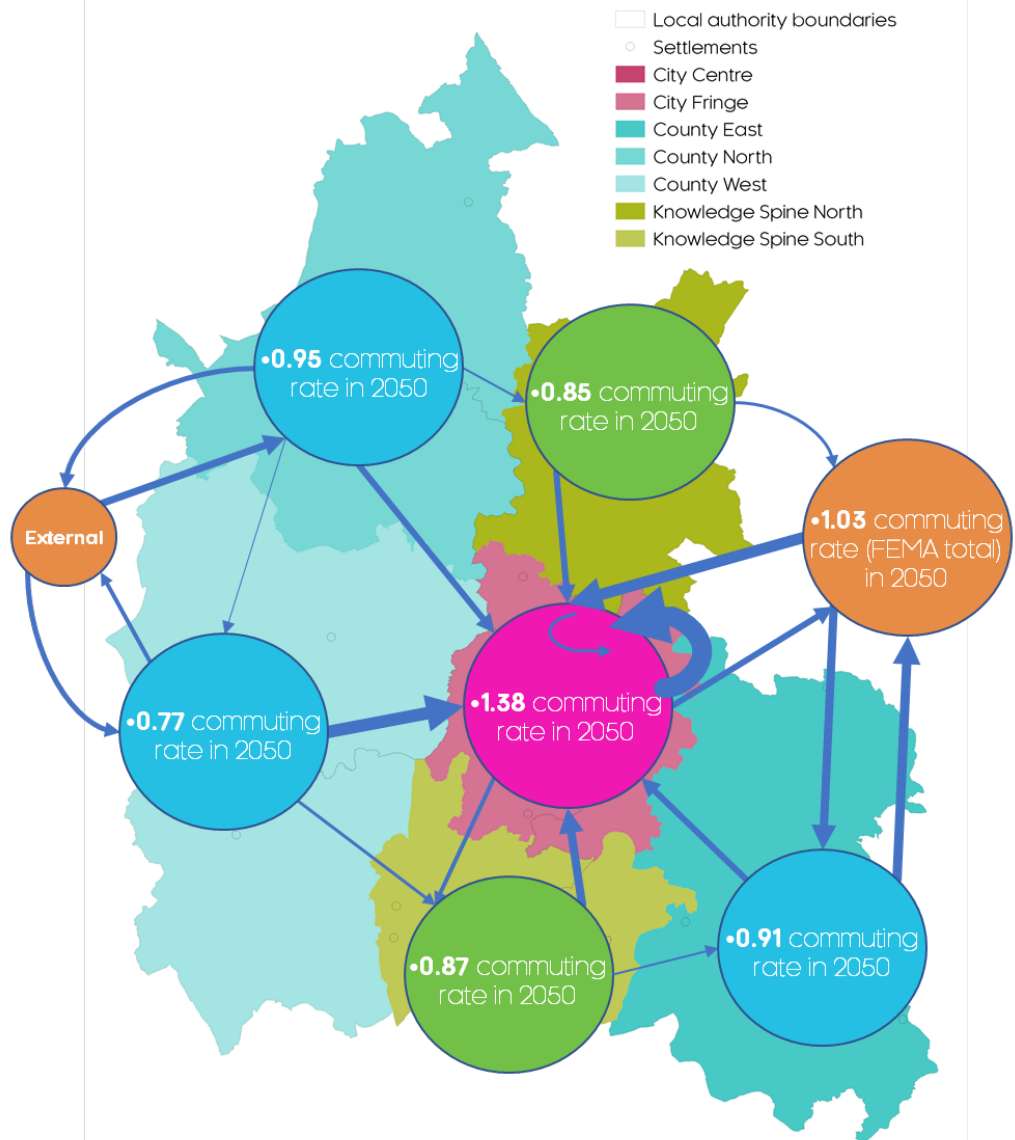 Local authority boundaries
Settlements
City Centre
City Fringe
County East
County North
County West
Knowledge Spine North
Knowledge Spine South
•0.95 commuting
rate in 2050
•0.85 commuting
rate in 2050
•1.03 commuting
rate (FEMA total)
in 2050
External
•1.38 commuting
rate in 2050
•0.77 commuting
rate in 2050
•0.91 commuting
rate in 2050
•0.87 commuting
rate in 2050